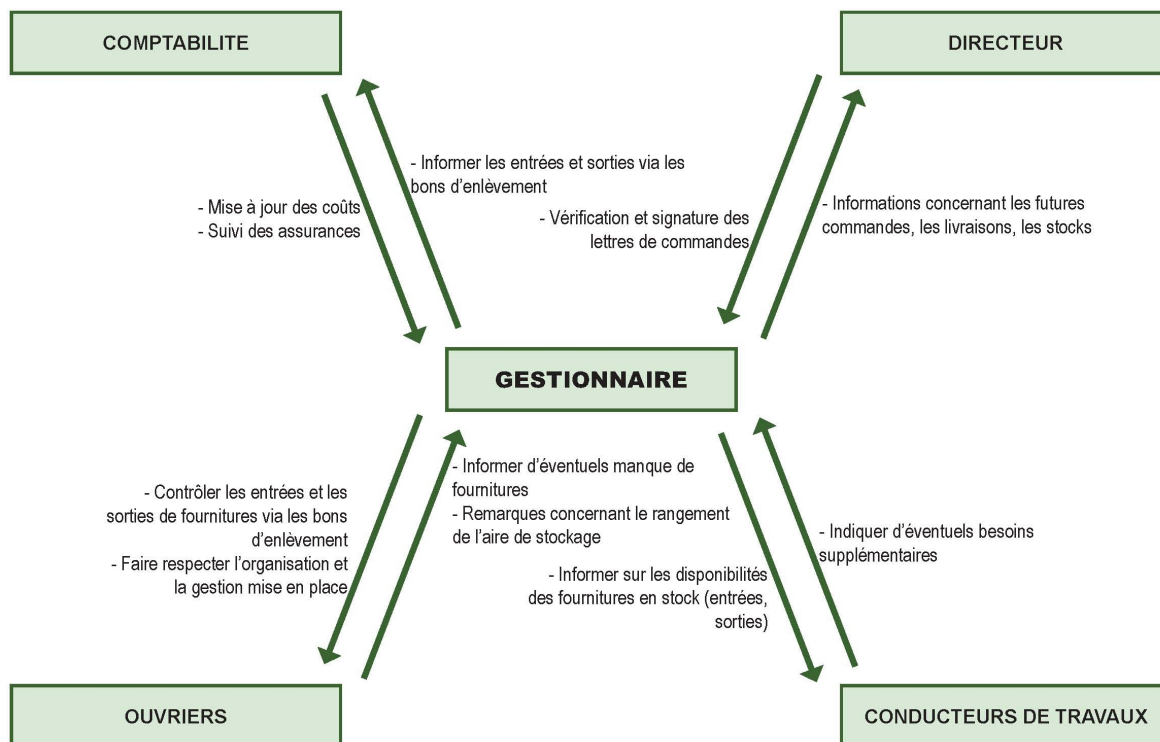 COMPTABILITE
DIRECTEUR
- Informer les entrées et sorties via les
bons d'enlèvement
- Mise à jour des coûts
- Suivi des assurances
- Vérification et signature des
lettres de commandes
- Informations concernant les futures
commandes, les livraisons, les stocks
GESTIONNAIRE
- Contrôler les entrées et les
sorties de fournitures via les bons
d'enlèvement
- Faire respecter l'organisation et
la gestion mise en place
- Informer d'éventuels manque de
fournitures
- Remarques concernant le rangement
de l'aire de stockage
- Informer sur les disponibilités
des fournitures en stock (entrées,
sorties)
- Indiquer d'éventuels besoins
supplémentaires
OUVRIERS
CONDUCTEURS DE TRAVAUX